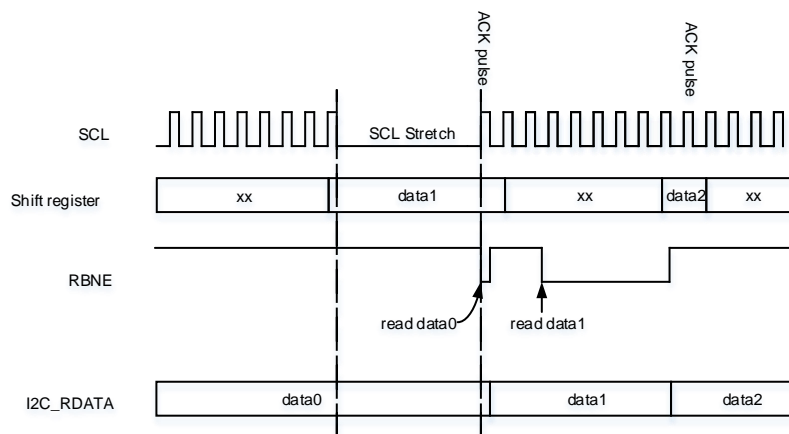 ACK pulse
ACK pulse
SCL
SCL Stretch
Shift register
xx
data1
xx
data2
xx
RBNE
read data0
read data1
I2C_RDATA
data0
data1
data2